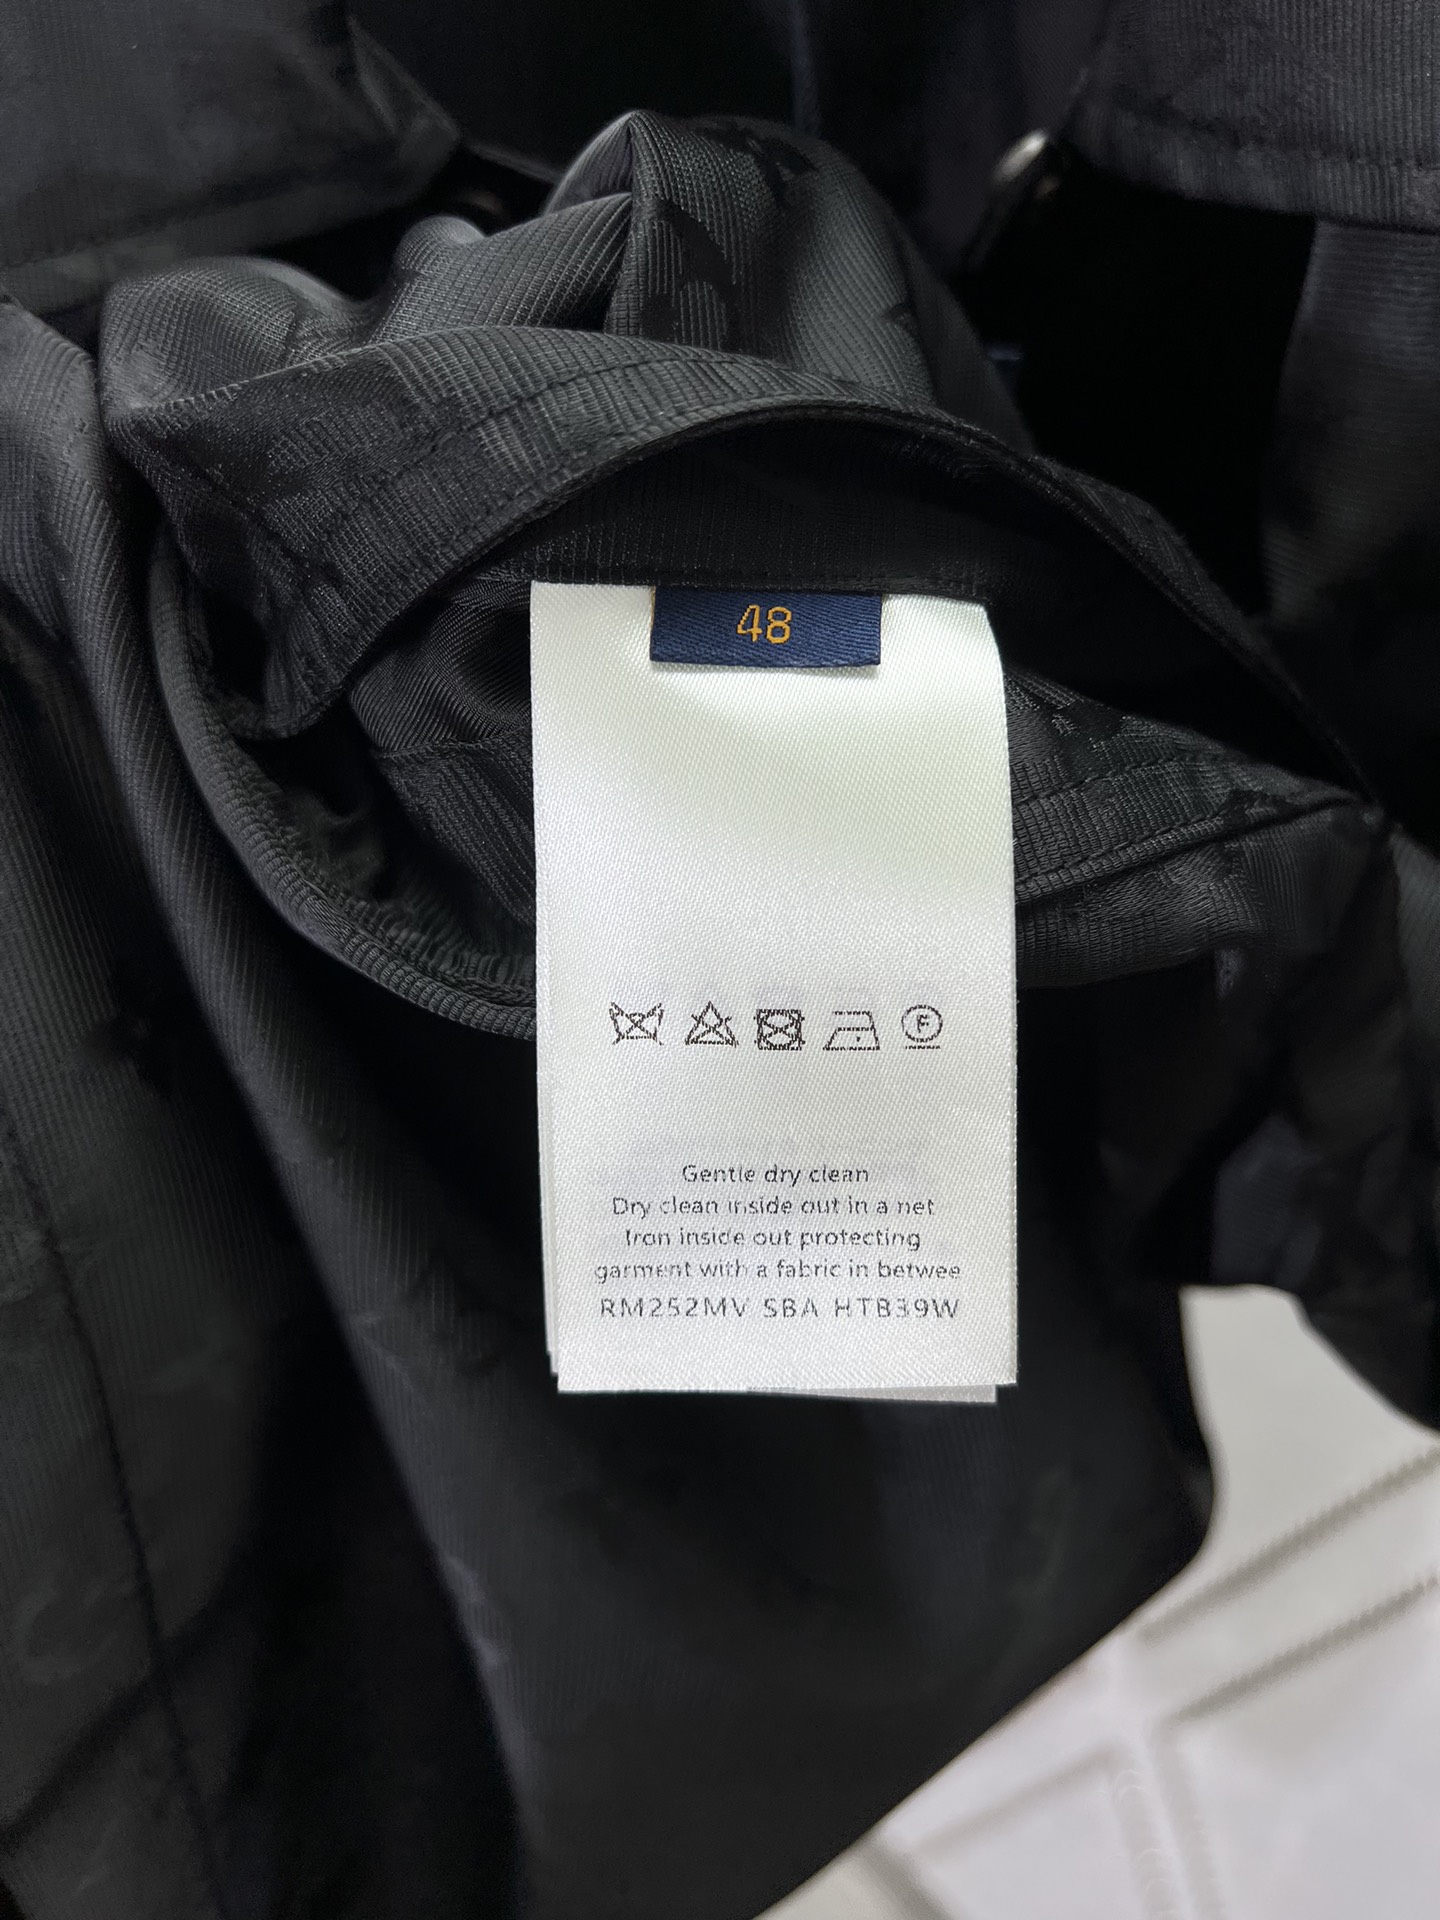 48
F
Gentle dry clean
Dry clean inside out in a net
Iron inside out protecting
garment with a fabric in betwee
RM252MV SBA HTB39W